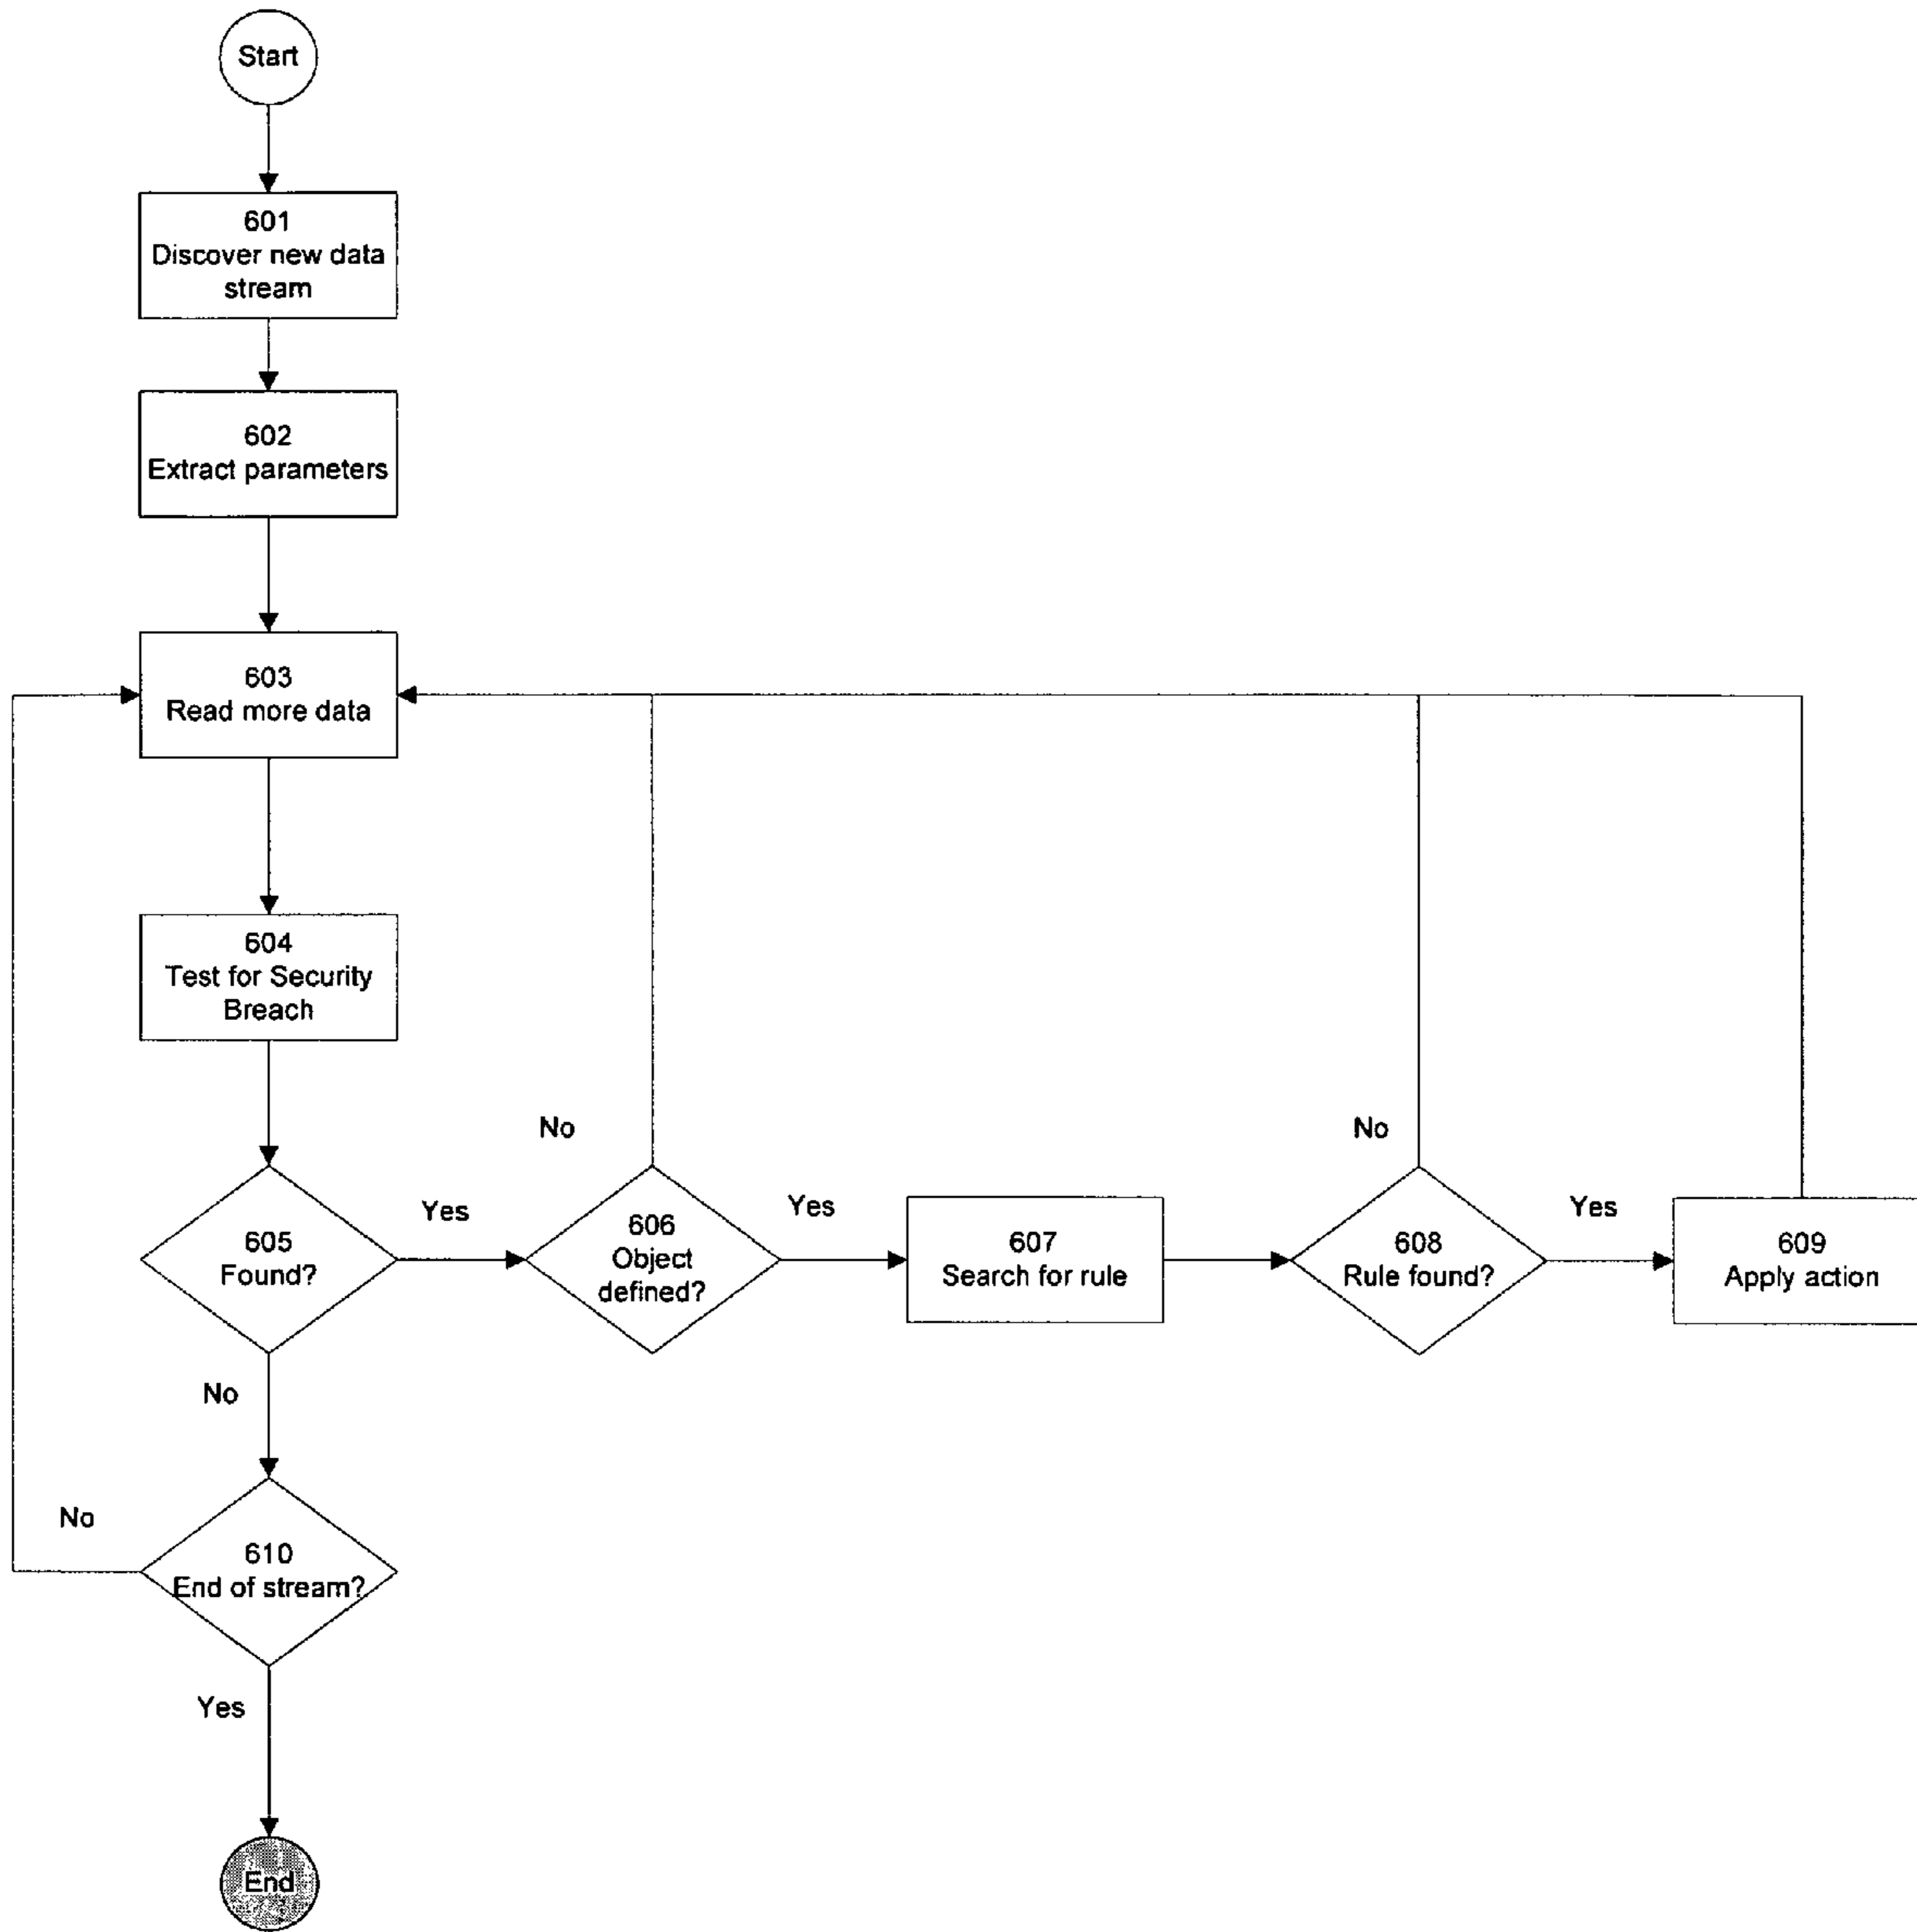 Start
601
Discover new data
stream
602
Extract parameters
603
Read more data
604
Test for Security
Breach
605
Found?
Yes
No
606
Object
defined?
No
Yes
607
Search for rule
608
Rule found?
No
Yes
609
Apply action
610
End of stream?
No
Yes
End